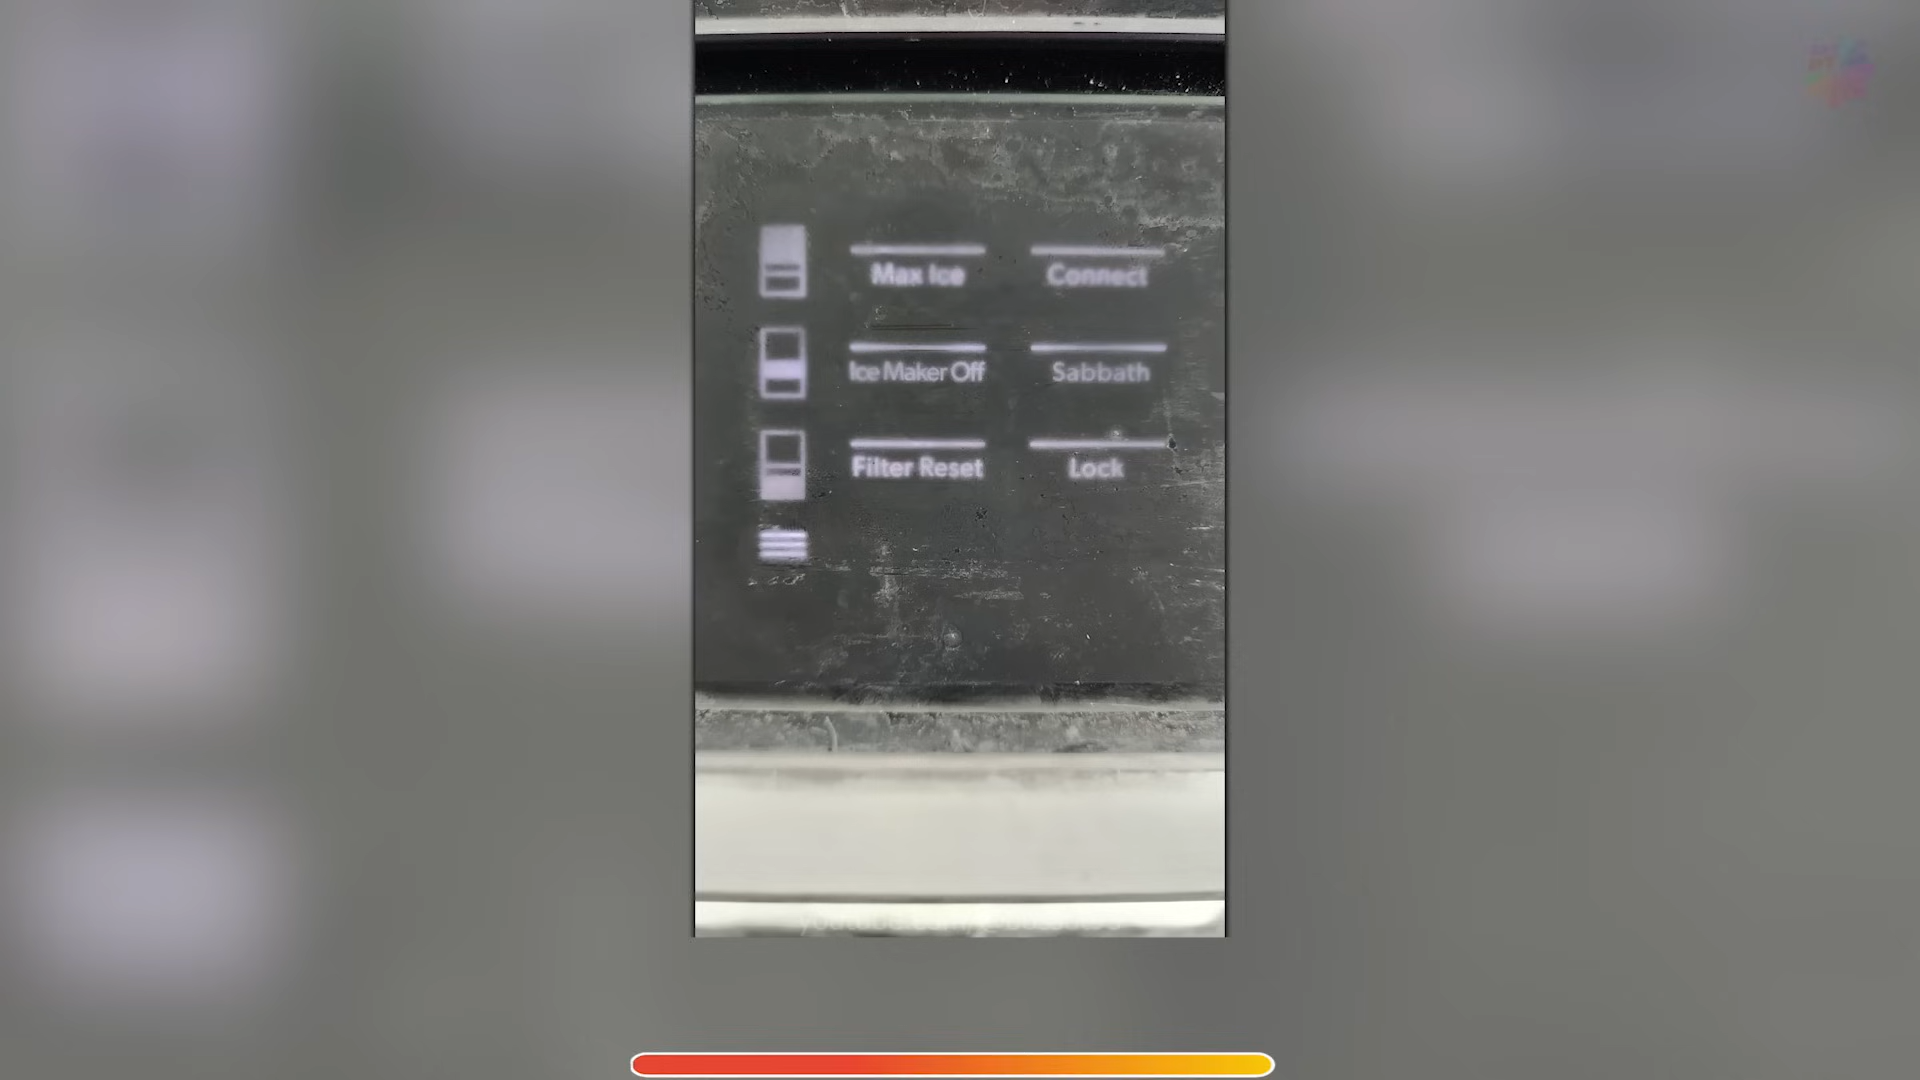 Max Ice
Connect
Ice Maker Off
Sabbath
Filter Reset
Lock